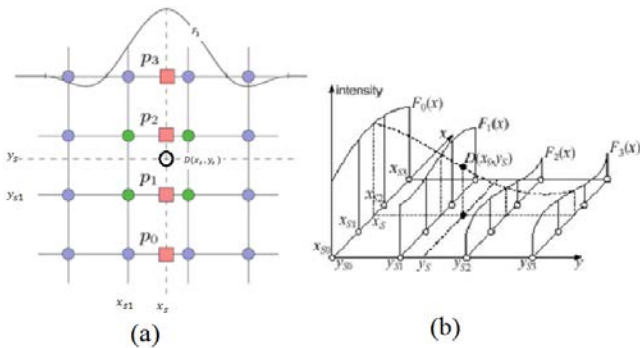 p₃
p₂
yₛ
D(xₛ,yₛ)
yₛ₁
p₁
p₀
xₛ₁ xₛ
(a)
intensity
F₀(x)
F₁(x)
F₂(x)
F₃(x)
x
D(x₀,yₛ)
xₛ₃
xₛ₂
xₛ₁
xₛ
xₛ₀
yₛ₀ yₛ₁ yₛ yₛ₂ yₛ₃ y
(b)